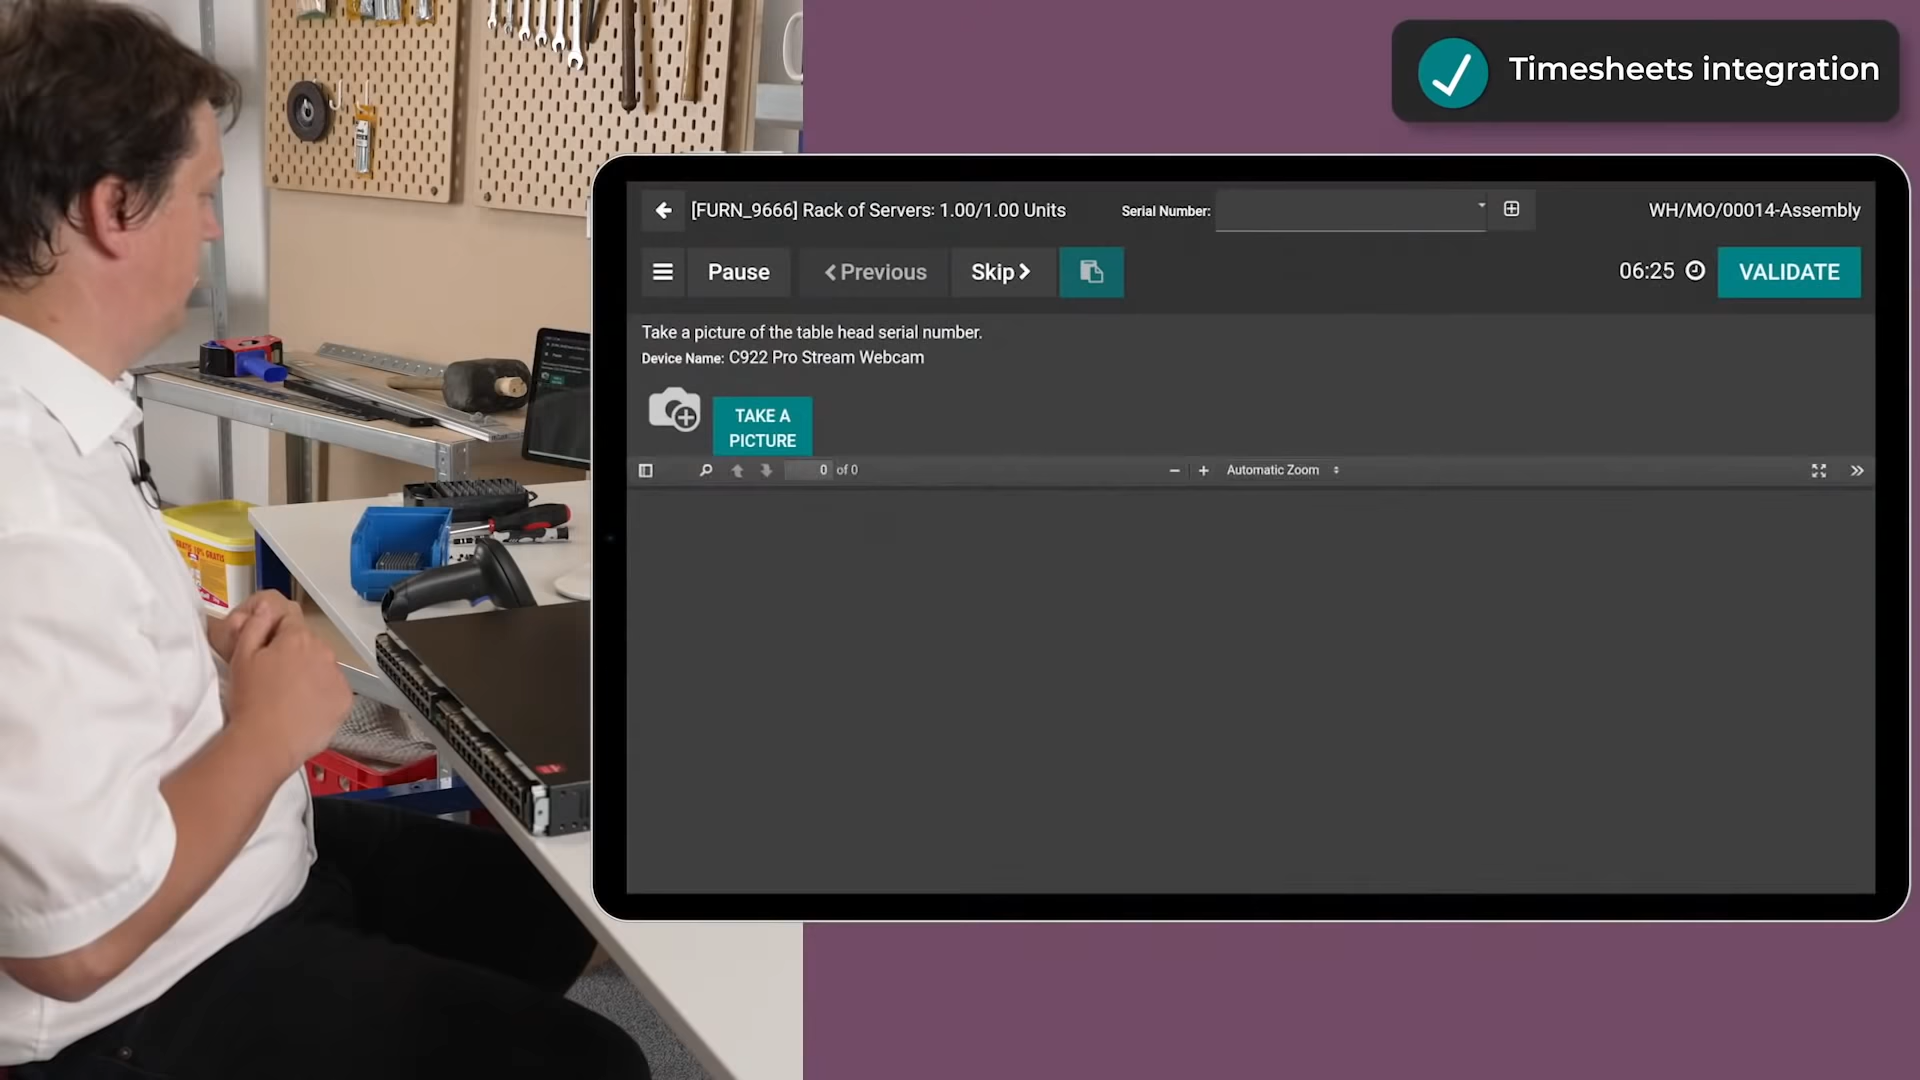 Timesheets integration
[FURN_9666] Rack of Servers: 1.00/1.00 Units
Serial Number:
WH/MO/00014-Assembly
Pause
Previous
Skip
06:25
VALIDATE
Take a picture of the table head serial number.
Device Name: C922 Pro Stream Webcam
TAKE A
PICTURE
0 of 0
Automatic Zoom